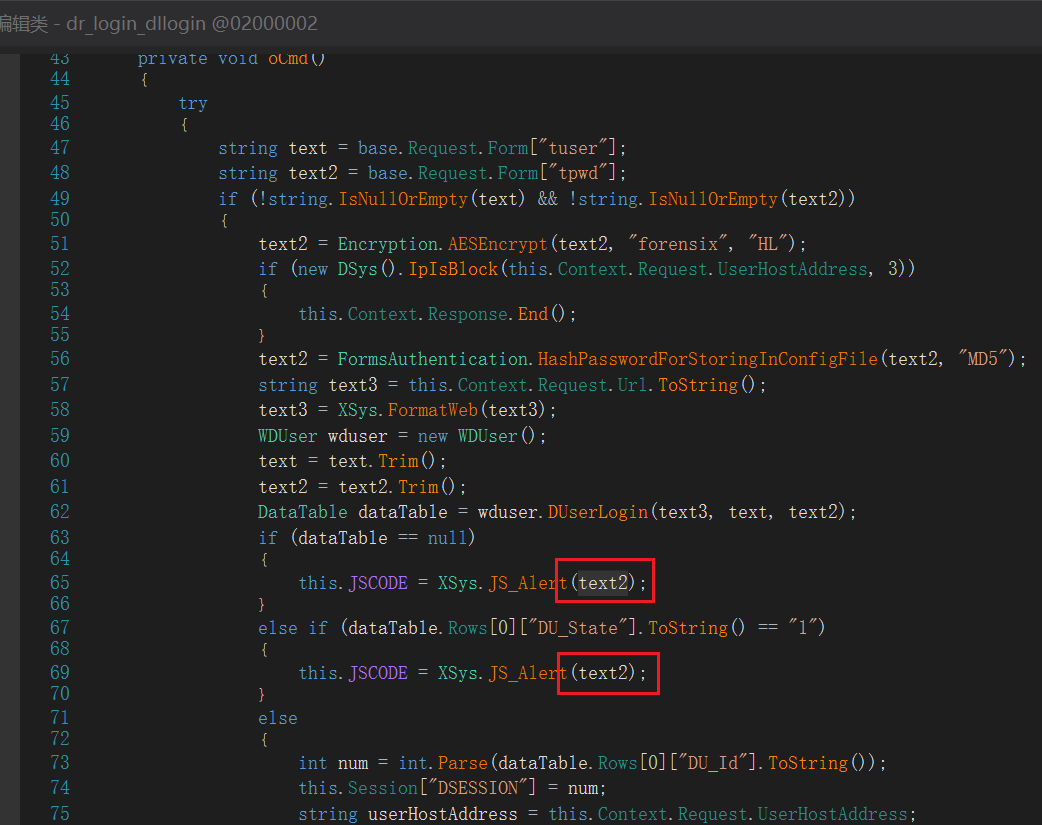 编辑类 - dr_login_dllogin @02000002
43 private void oCmd()
44 {
45 try
46 {
47 string text = base.Request.Form["tuser"];
48 string text2 = base.Request.Form["tpwd"];
49 if (!string.IsNullOrEmpty(text) && !string.IsNullOrEmpty(text2))
50 {
51 text2 = Encryption.AESEncrypt(text2, "forensix", "HL");
52 if (new DSys().IpIsBlock(this.Context.Request.UserHostAddress, 3))
53 {
54 this.Context.Response.End();
55 }
56 text2 = FormsAuthentication.HashPasswordForStoringInConfigFile(text2, "MD5");
57 string text3 = this.Context.Request.Url.ToString();
58 text3 = XSys.FormatWeb(text3);
59 WDUser wduser = new WDUser();
60 text = text.Trim();
61 text2 = text2.Trim();
62 DataTable dataTable = wduser.DUserLogin(text3, text, text2);
63 if (dataTable == null)
64 {
65 this.JSCODE = XSys.JS_Alert(text2);
66 }
67 else if (dataTable.Rows[0]["DU_State"].ToString() == "1")
68 {
69 this.JSCODE = XSys.JS_Alert(text2);
70 }
71 else
72 {
73 int num = int.Parse(dataTable.Rows[0]["DU_Id"].ToString());
74 this.Session["DSESSION"] = num;
75 string userHostAddress = this.Context.Request.UserHostAddress;